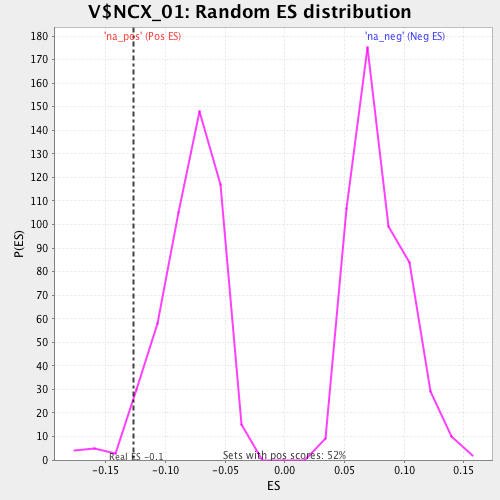 V$NCX_01: Random ES distribution
'na_pos' (Pos ES)
'na_neg' (Neg ES)
180
170
160
150
140
130
120
110
100
90
80
70
60
50
40
30
20
10
0
P(ES)
Real ES -0.1
Sets with pos scores: 52%
-0.15 -0.10 -0.05 0.00 0.05 0.10 0.15
ES